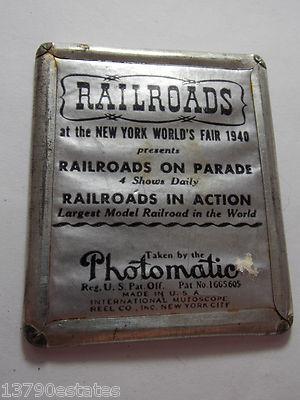 RAILROADS
at the NEW YORK WORLD'S FAIR 1940
presents
RAILROADS ON PARADE
4 Shows Daily
RAILROADS IN ACTION
Largest Model Railroad in the World
Taken by the
Photomatic
Reg. U. S. Pat. Off. Pat No. 1665605
MADE IN U. S. A
INTERNATIONAL MUTOSCOPE
REEL CO., INC. NEW YORK CITY
13790estates